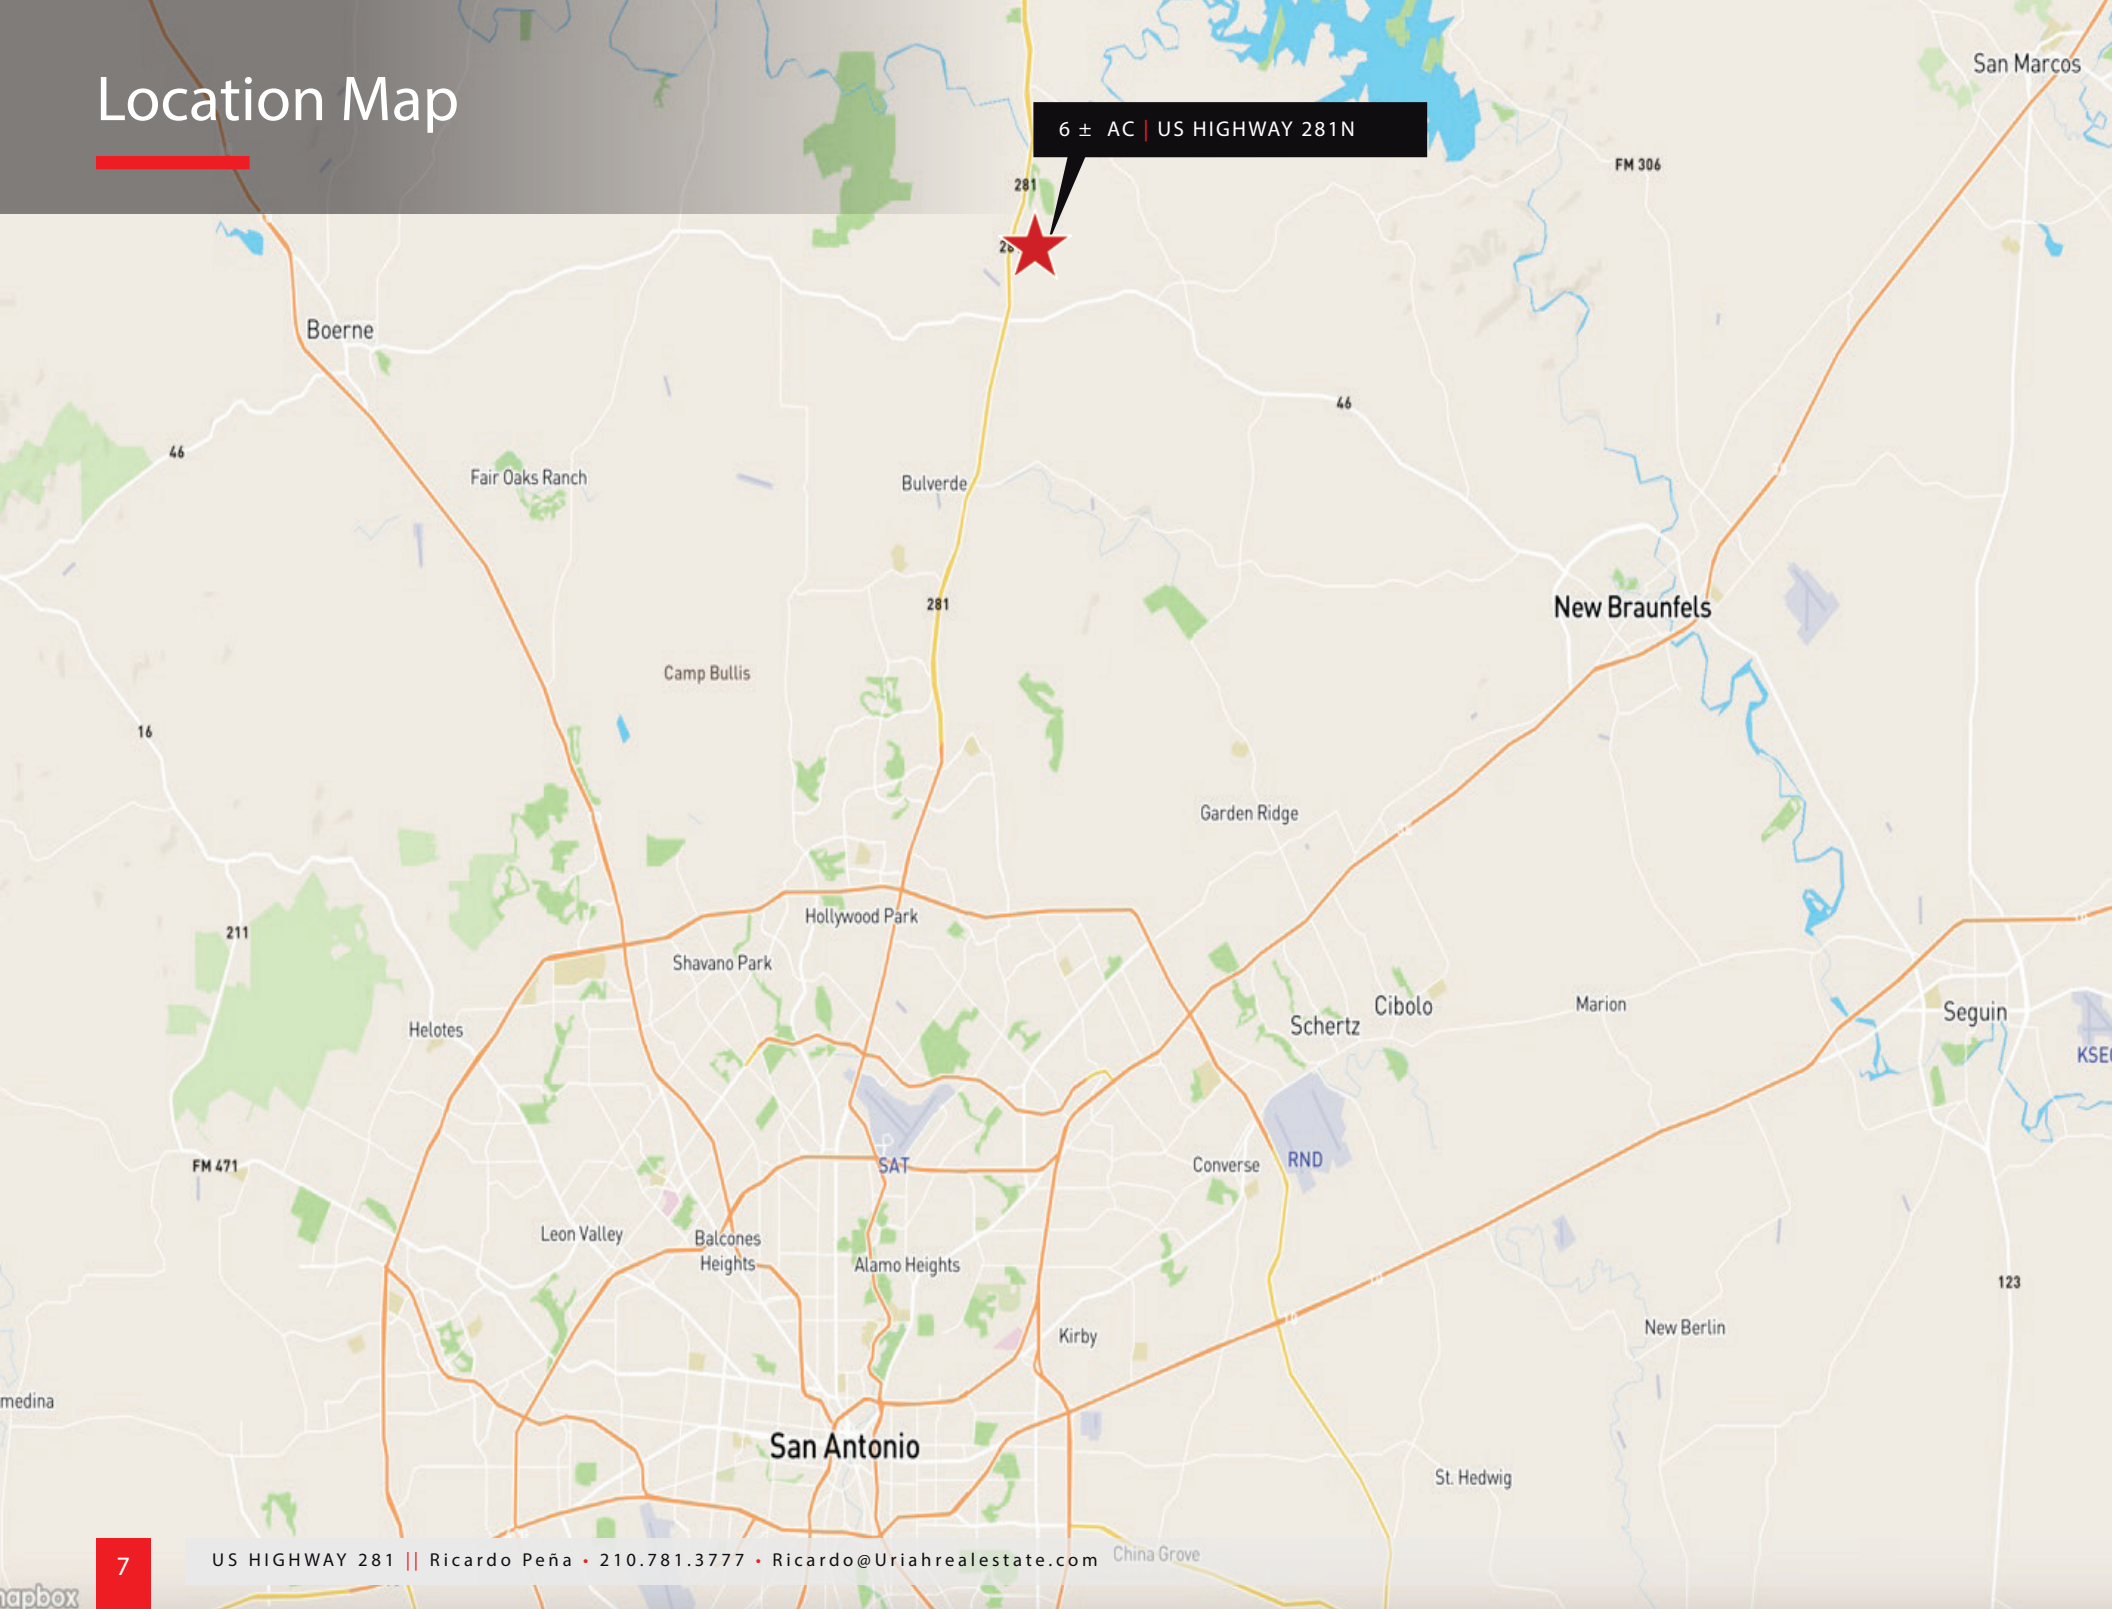 Location Map
San Marcos
6 ± AC | US HIGHWAY 281N
FM 306
281
Boerne
46
46
Fair Oaks Ranch
Bulverde
281
New Braunfels
Camp Bullis
16
Garden Ridge
Hollywood Park
211
Shavano Park
Cibolo
Marion
Seguin
Schertz
Helotes
SAT
Converse
RND
FM 471
Leon Valley
Balcones
Heights
Alamo Heights
123
New Berlin
Kirby
medina
San Antonio
St. Hedwig
China Grove
7
US HIGHWAY 281 || Ricardo Peña • 210.781.3777 • Ricardo@Uriahrealestate.com